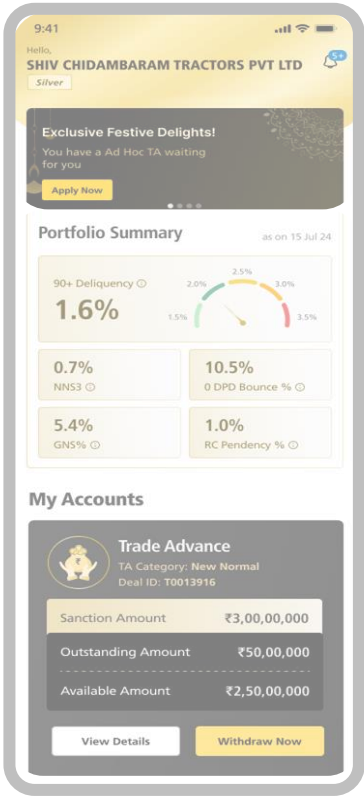 9:41
Hello,
SHIV CHIDAMBARAM TRACTORS PVT LTD
5+
Silver
Exclusive Festive Delights!
You have a Ad Hoc TA waiting
for you
Apply Now
Portfolio Summary
as on 15 Jul 24
90+ Deliquency
1.6%
1.5%
2.0%
2.5%
3.0%
3.5%
0.7%
NNS3
10.5%
0 DPD Bounce %
5.4%
GNS%
1.0%
RC Pendency %
My Accounts
Trade Advance
TA Category: New Normal
Deal ID: T0013916
Sanction Amount ₹3,00,00,000
Outstanding Amount ₹50,00,000
Available Amount ₹2,50,00,000
View Details
Withdraw Now